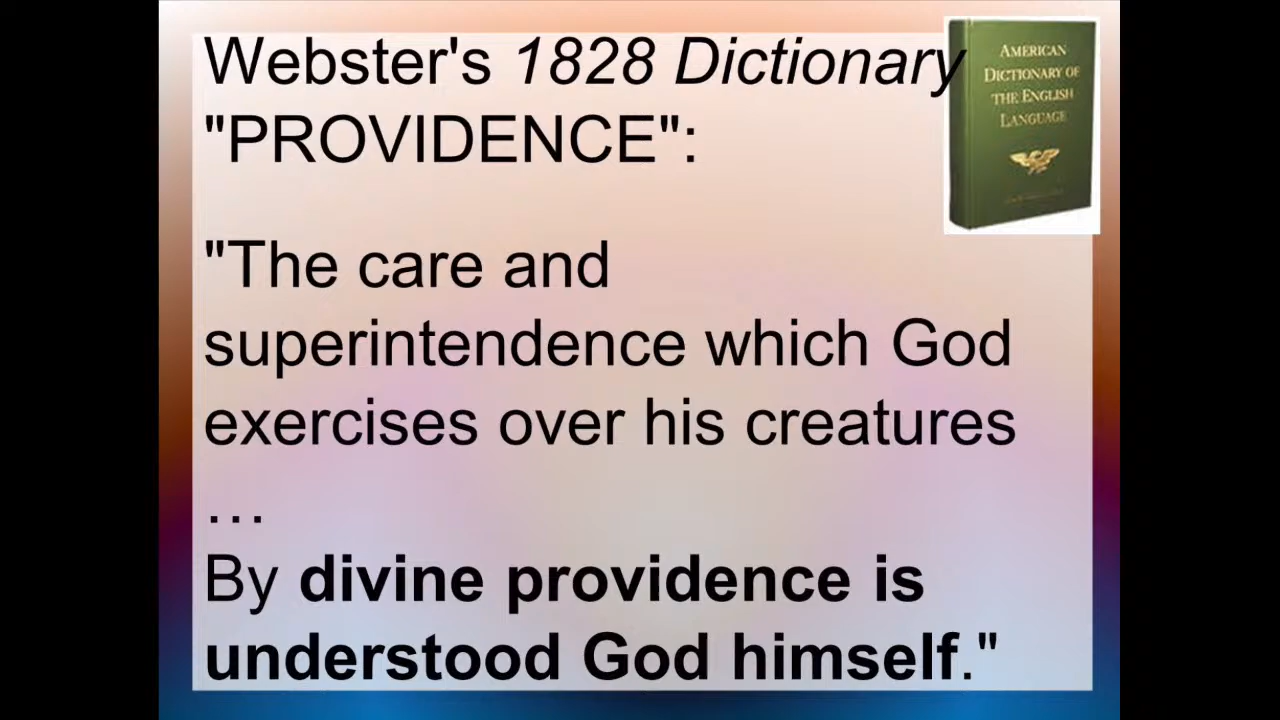 Webster's 1828 Dictionary
"PROVIDENCE":
"The care and
superintendence which God
exercises over his creatures
…
By divine providence is
understood God himself."
AMERICAN
DICTIONARY OF
THE ENGLISH
LANGUAGE